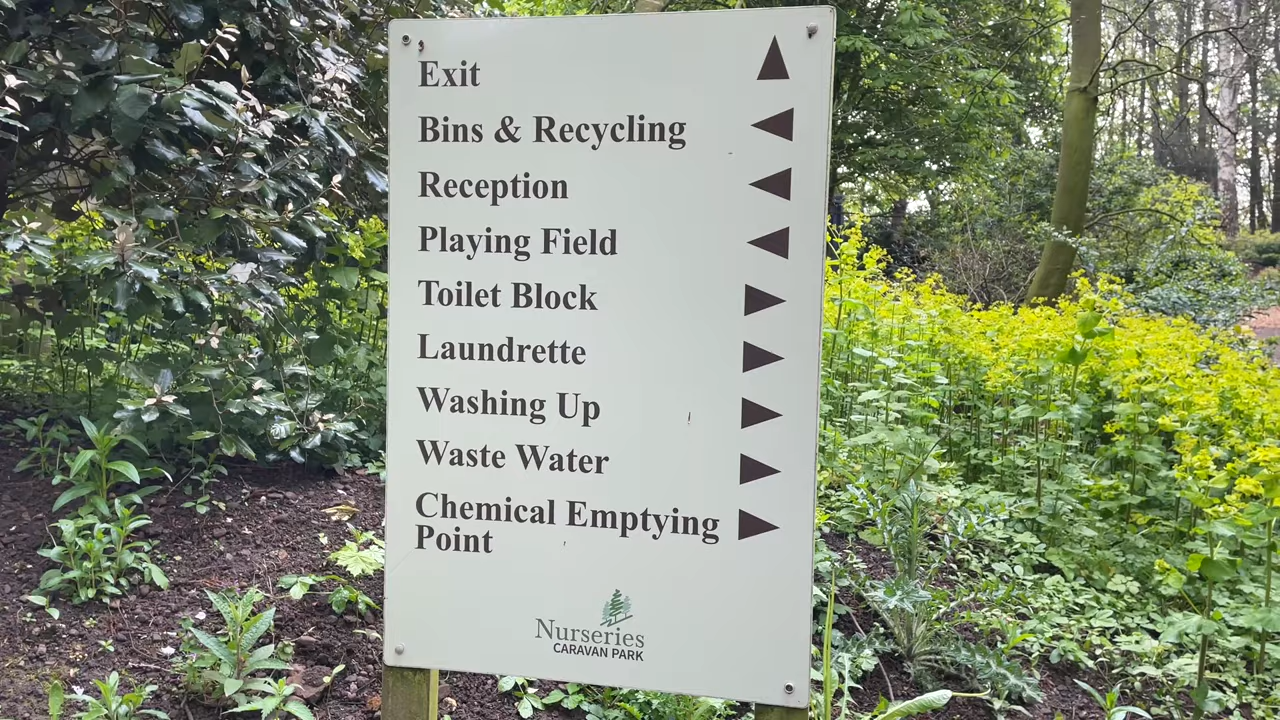 Exit
Bins & Recycling
Reception
Playing Field
Toilet Block
Laundrette
Washing Up
Waste Water
Chemical Emptying
Point
Nurseries
CARAVAN PARK